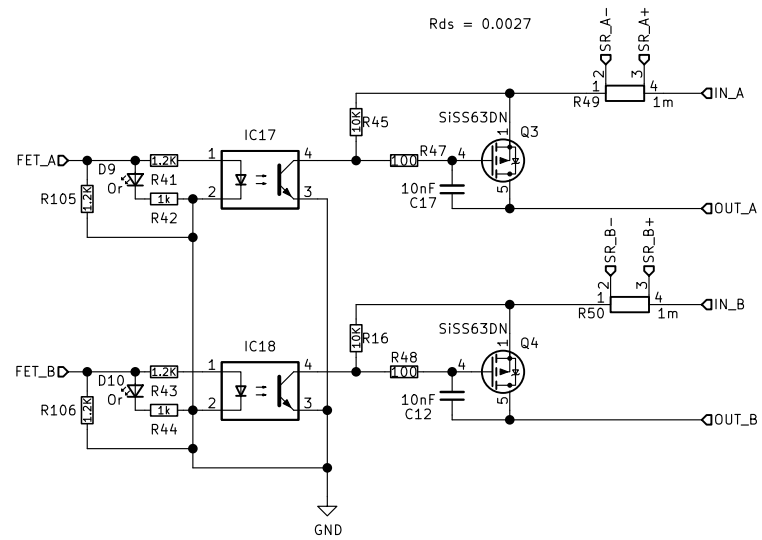 Rds = 0.0027
SR_A-
SR_A+
2
3
1
4
IN_A
R49
1m
10K
R45
SiSS63DN
1
Q3
IC17
FET_A
D9
Or
1.2K
R41
1
4
100
R47
4
5
1.2K
R105
1k
R42
2
3
10nF
C17
OUT_A
SR_B-
SR_B+
2
3
1
4
IN_B
R50
1m
10K
R16
SiSS63DN
1
Q4
IC18
FET_B
D10
Or
1.2K
R43
1
4
100
R48
4
5
1.2K
R106
1k
R44
2
3
10nF
C12
OUT_B
GND